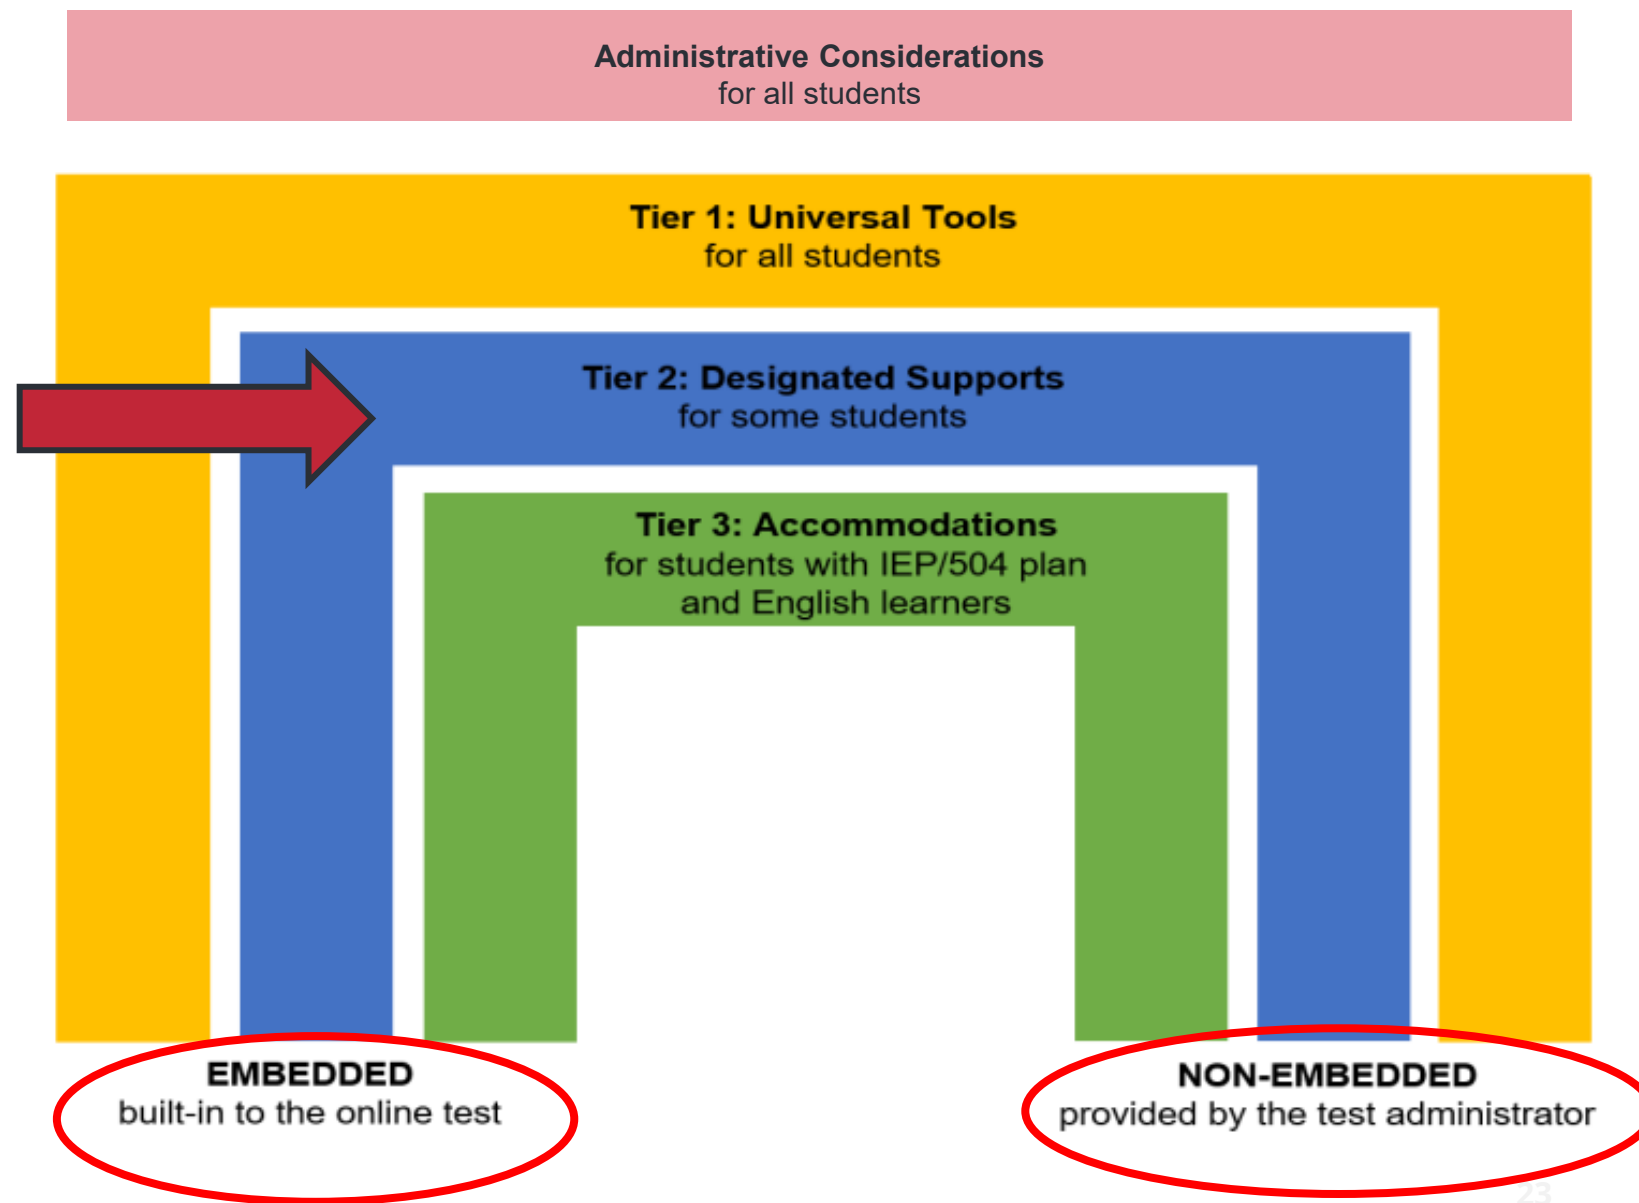 Administrative Considerations
for all students
Tier 1: Universal Tools
for all students
Tier 2: Designated Supports
for some students
Tier 3: Accommodations
for students with IEP/504 plan
and English learners
EMBEDDED
built-in to the online test
NON-EMBEDDED
provided by the test administrator
23